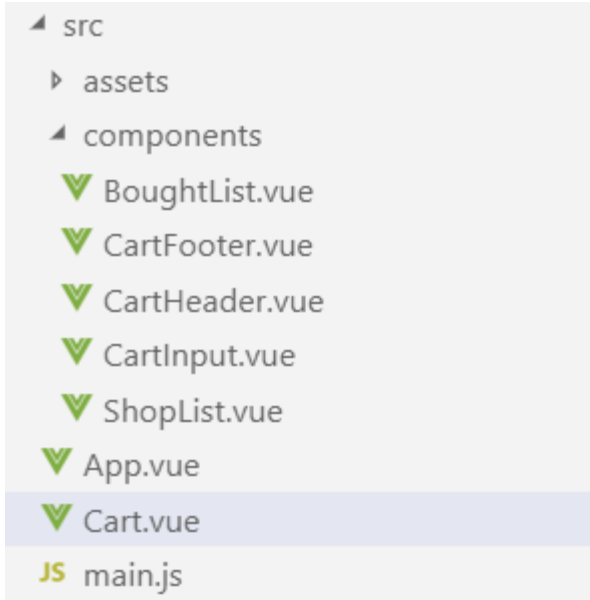 src
assets
components
BoughtList.vue
CartFooter.vue
CartHeader.vue
CartInput.vue
ShopList.vue
App.vue
Cart.vue
JS main.js